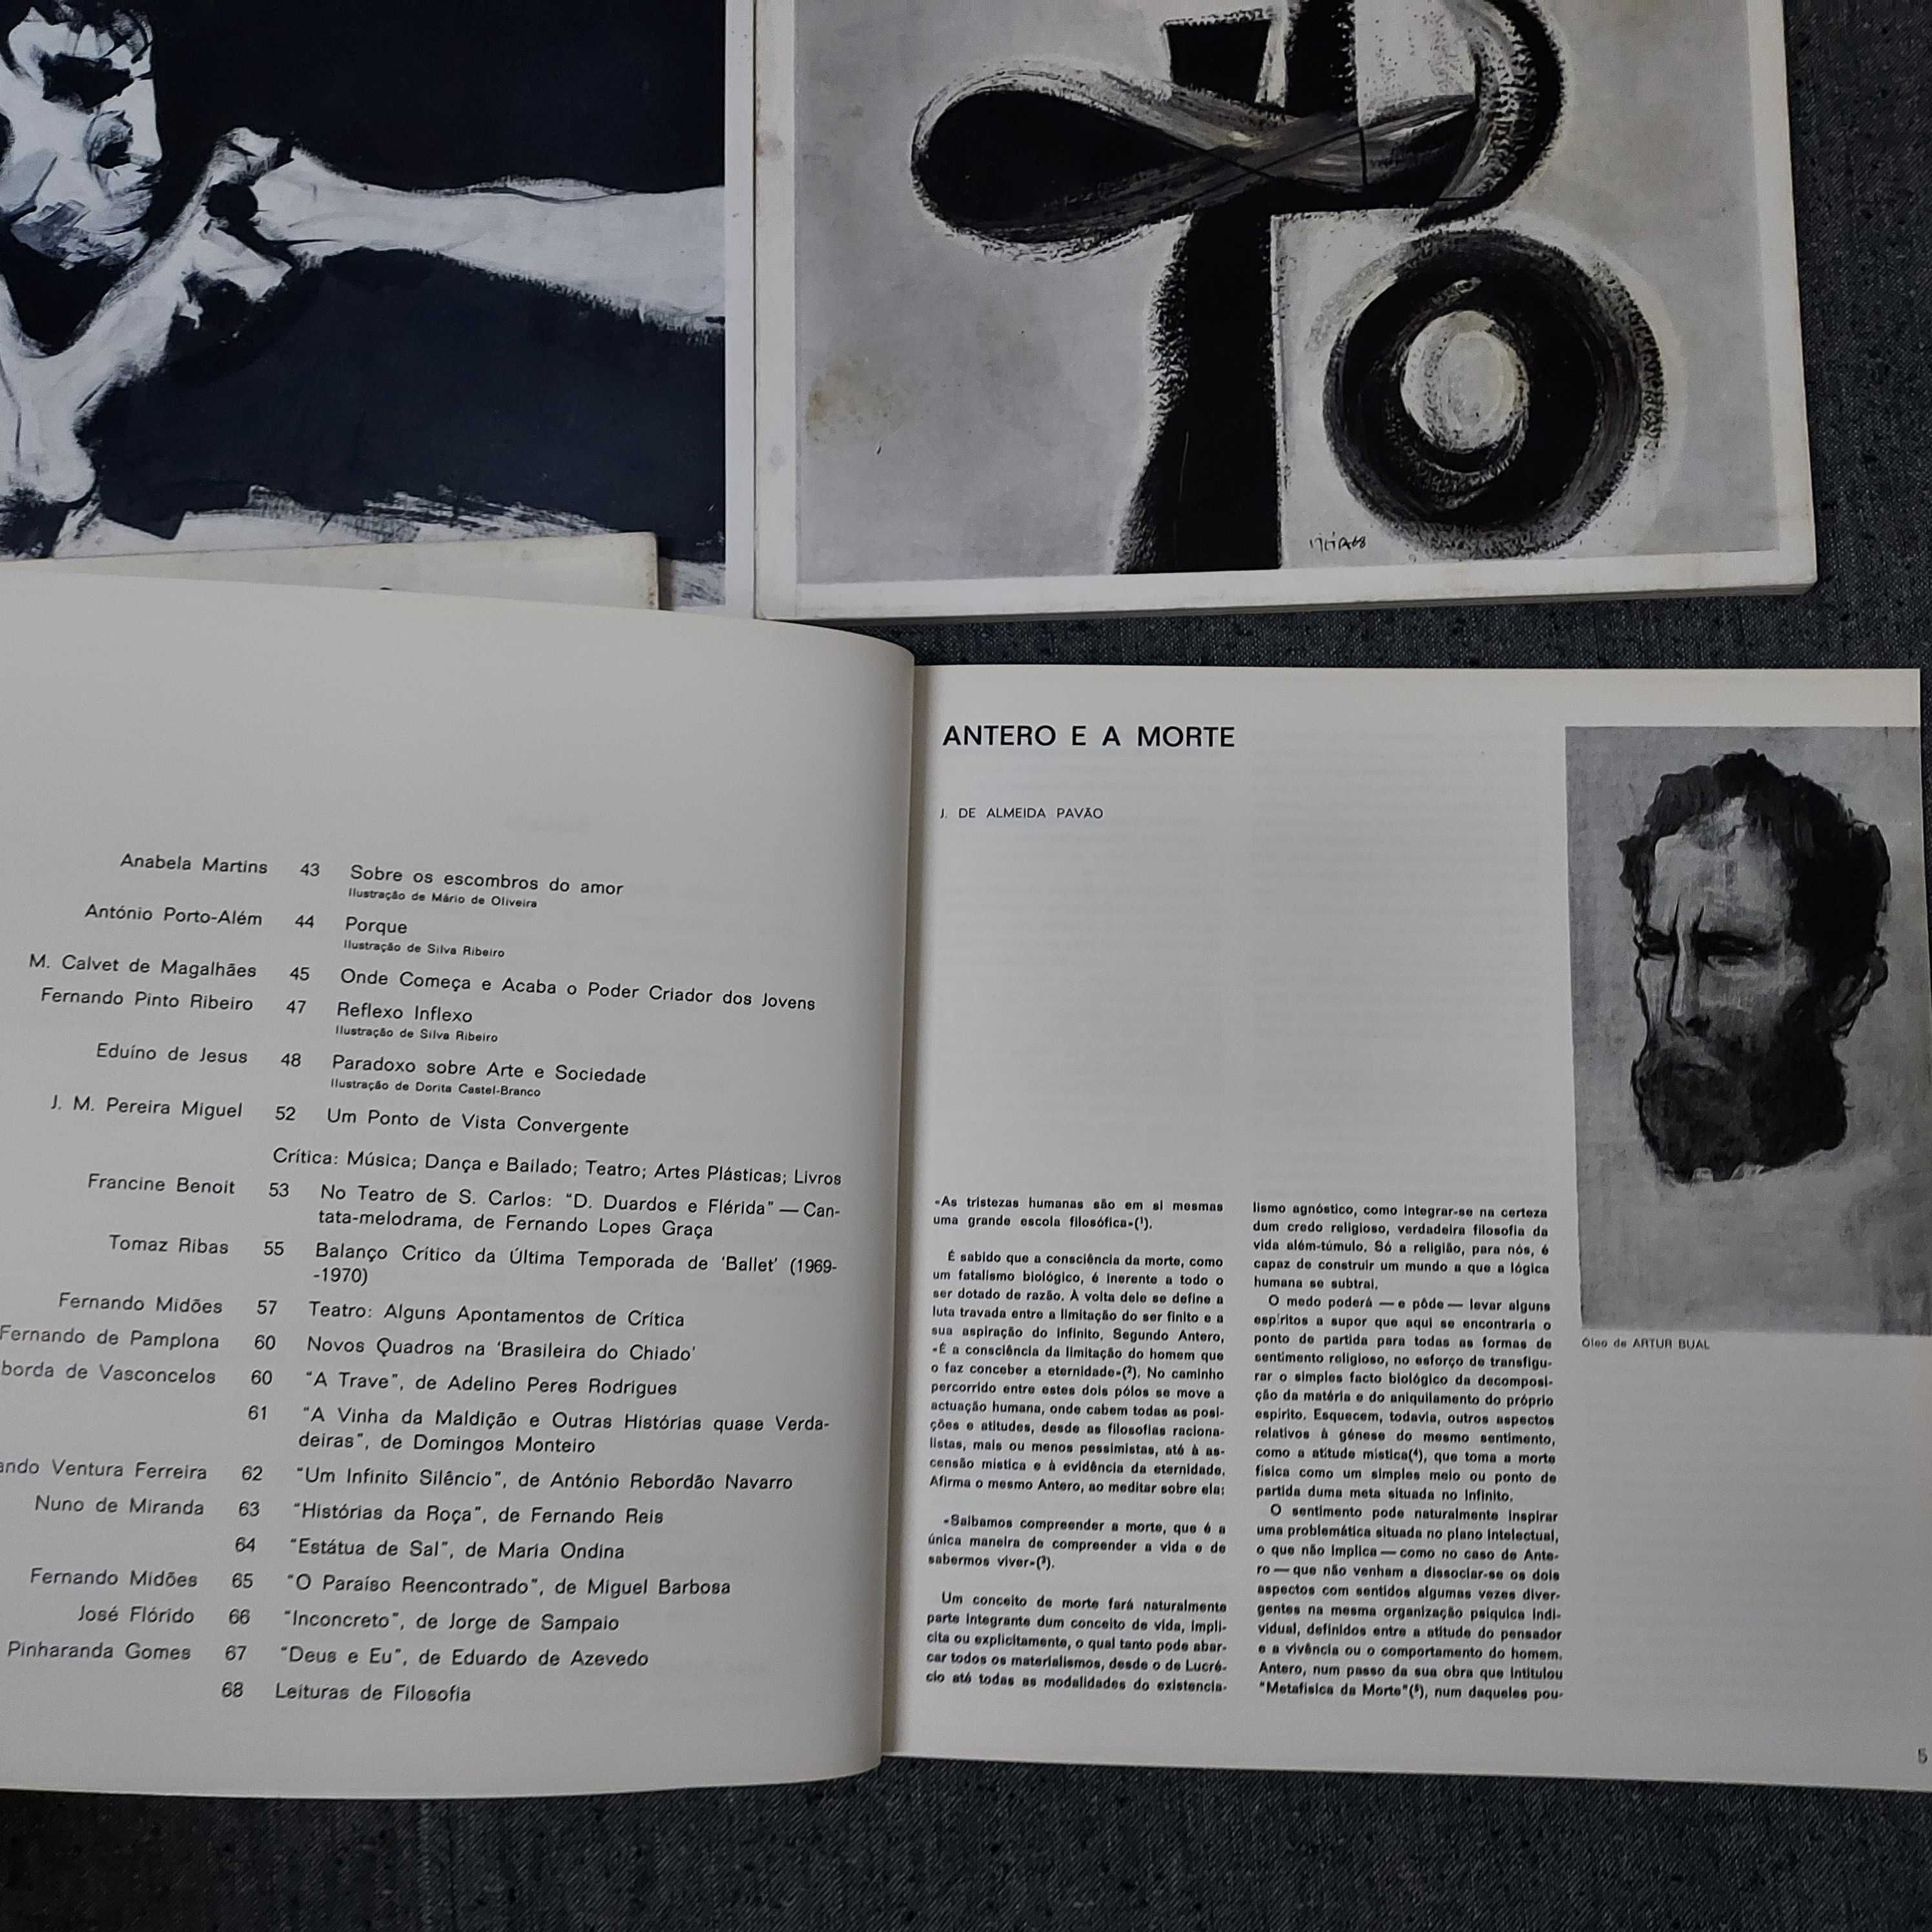 Anabela Martins 43 Sobre os escombros do amor
Ilustração de Mário de Oliveira
António Porto-Além 44 Porque
Ilustração de Silva Ribeiro
M. Calvet de Magalhães 45 Onde Começa e Acaba o Poder Criador dos Jovens
Fernando Pinto Ribeiro 47 Reflexo Inflexo
Ilustração de Silva Ribeiro
Eduíno de Jesus 48 Paradoxo sobre Arte e Sociedade
Ilustração de Dorita Castel-Branco
J. M. Pereira Miguel 52 Um Ponto de Vista Convergente
Crítica: Música; Dança e Bailado; Teatro; Artes Plásticas; Livros
Francine Benoit 53 No Teatro de S. Carlos: "D. Duardos e Flérida" — Can-
tata-melodrama, de Fernando Lopes Graça
Tomaz Ribas 55 Balanço Crítico da Última Temporada de 'Ballet' (1969-
-1970)
Fernando Midões 57 Teatro: Alguns Apontamentos de Crítica
Fernando de Pamplona 60 Novos Quadros na 'Brasileira do Chiado'
borda de Vasconcelos 60 "A Trave", de Adelino Peres Rodrigues
61 "A Vinha da Maldição e Outras Histórias quase Verda-
deiras", de Domingos Monteiro
ando Ventura Ferreira 62 "Um Infinito Silêncio", de António Rebordão Navarro
Nuno de Miranda 63 "Histórias da Roça", de Fernando Reis
64 "Estátua de Sal", de Maria Ondina
Fernando Midões 65 "O Paraíso Reencontrado", de Miguel Barbosa
José Flórido 66 "Inconcreto", de Jorge de Sampaio
Pinharanda Gomes 67 "Deus e Eu", de Eduardo de Azevedo
68 Leituras de Filosofia
ANTERO E A MORTE
J. DE ALMEIDA PAVÃO
«As tristezas humanas são em si mesmas
uma grande escola filosófica»(¹).
É sabido que a consciência da morte, como
um fatalismo biológico, é inerente a todo o
ser dotado de razão. À volta dele se define a
luta travada entre a limitação do ser finito e a
sua aspiração do infinito. Segundo Antero,
«É a consciência da limitação do homem que
o faz conceber a eternidade»(²). No caminho
percorrido entre estes dois pólos se move a
actuação humana, onde cabem todas as posi-
ções e atitudes, desde as filosofias raciona-
listas, mais ou menos pessimistas, até à as-
censão mística e à evidência da eternidade.
Afirma o mesmo Antero, ao meditar sobre ela:
«Saibamos compreender a morte, que é a
única maneira de compreender a vida e de
sabermos viver»(³).
Um conceito de morte fará naturalmente
parte integrante dum conceito de vida, implí-
cita ou explicitamente, o qual tanto pode abar-
car todos os materialismos, desde o de Lucré-
cio até todas as modalidades do existencia-
lismo agnóstico, como integrar-se na certeza
dum credo religioso, verdadeira filosofia da
vida além-túmulo. Só a religião, para nós, é
capaz de construir um mundo a que a lógica
humana se subtrai.
O medo poderá — e pôde — levar alguns
espíritos a supor que aqui se encontraria o
ponto de partida para todas as formas de
sentimento religioso, no esforço de transfigu-
rar o simples facto biológico da decomposi-
ção da matéria e do aniquilamento do próprio
espírito. Esquecem, todavia, outros aspectos
relativos à génese do mesmo sentimento,
como a atitude mística(⁴), que toma a morte
física como um simples meio ou ponto de
partida duma meta situada no Infinito.
O sentimento pode naturalmente inspirar
uma problemática situada no plano intelectual,
o que não implica — como no caso de Ante-
ro — que não venham a dissociar-se os dois
aspectos com sentidos algumas vezes diver-
gentes na mesma organização psíquica indi-
vidual, definidos entre a atitude do pensador
e a vivência ou o comportamento do homem.
Antero, num passo da sua obra que intitulou
"Metafísica da Morte"(⁵), num daqueles pou-
Óleo de ARTUR BUAL
5